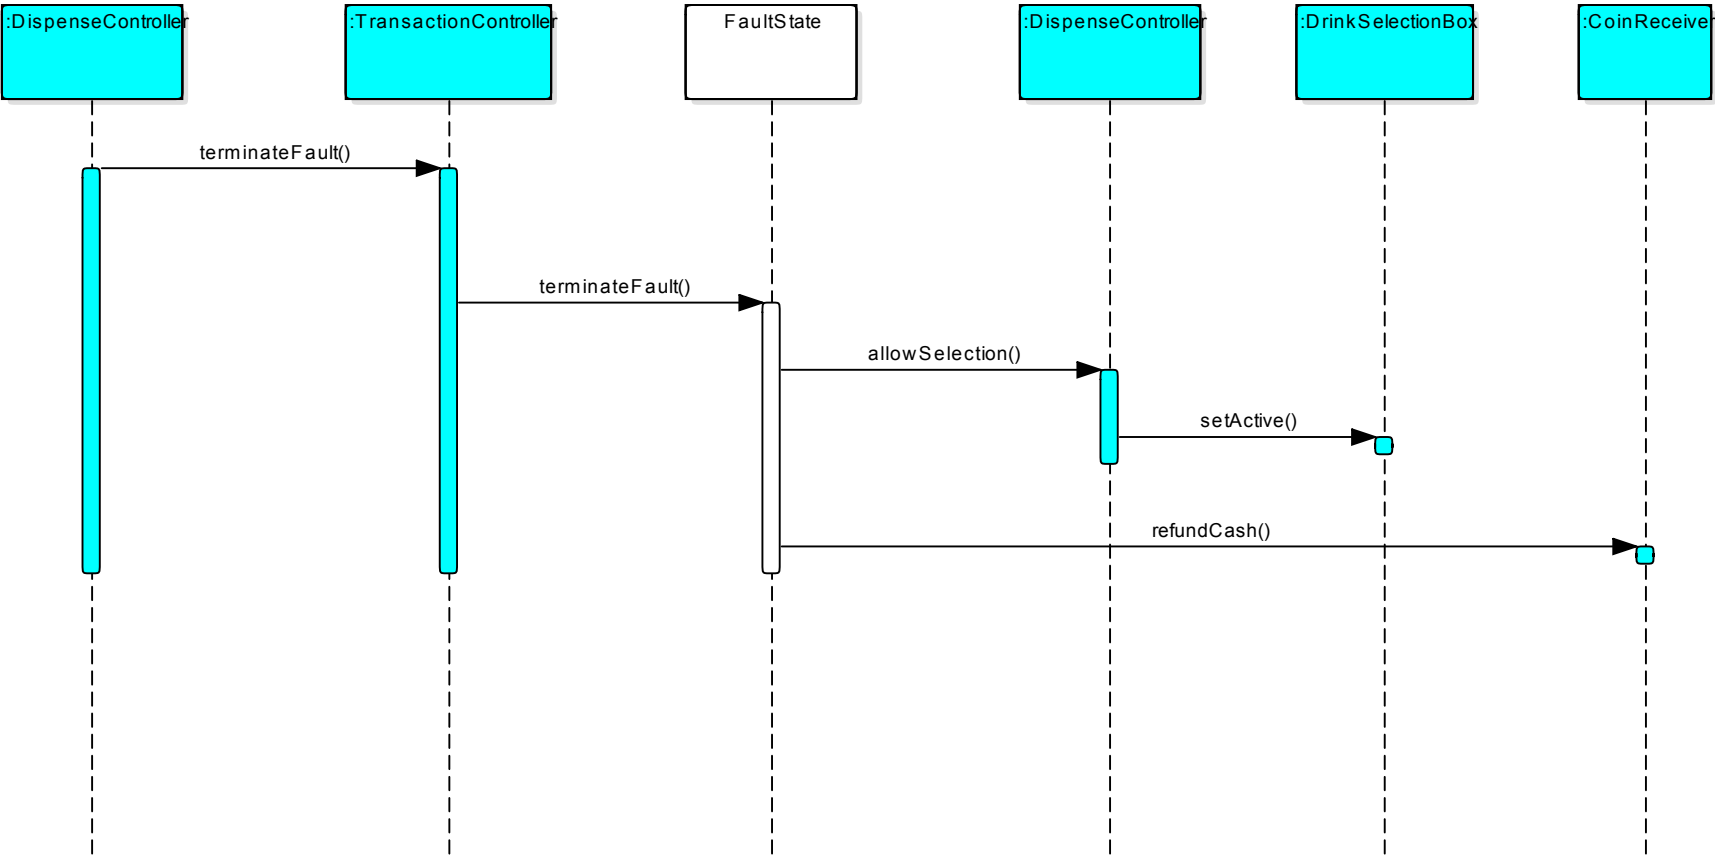 :DispenseController
:TransactionController
FaultState
:DispenseController
:DrinkSelectionBox
:CoinReceiver
terminateFault()
terminateFault()
allowSelection()
setActive()
refundCash()